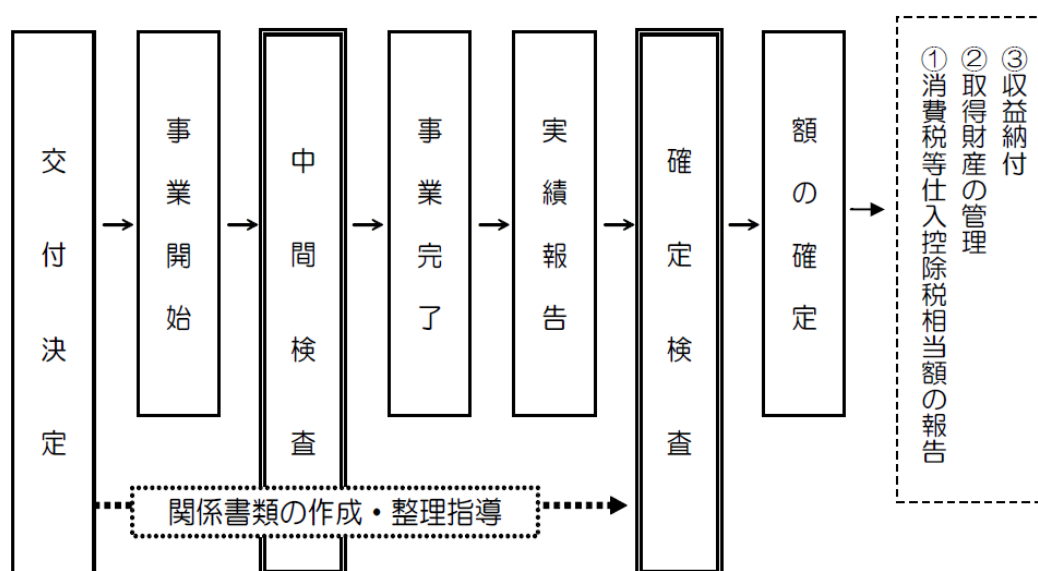 交付決定
事業開始
中間検査
事業完了
実績報告
確定検査
額の確定
③収益納付
②取得財産の管理
①消費税等仕入控除税相当額の報告
関係書類の作成・整理指導